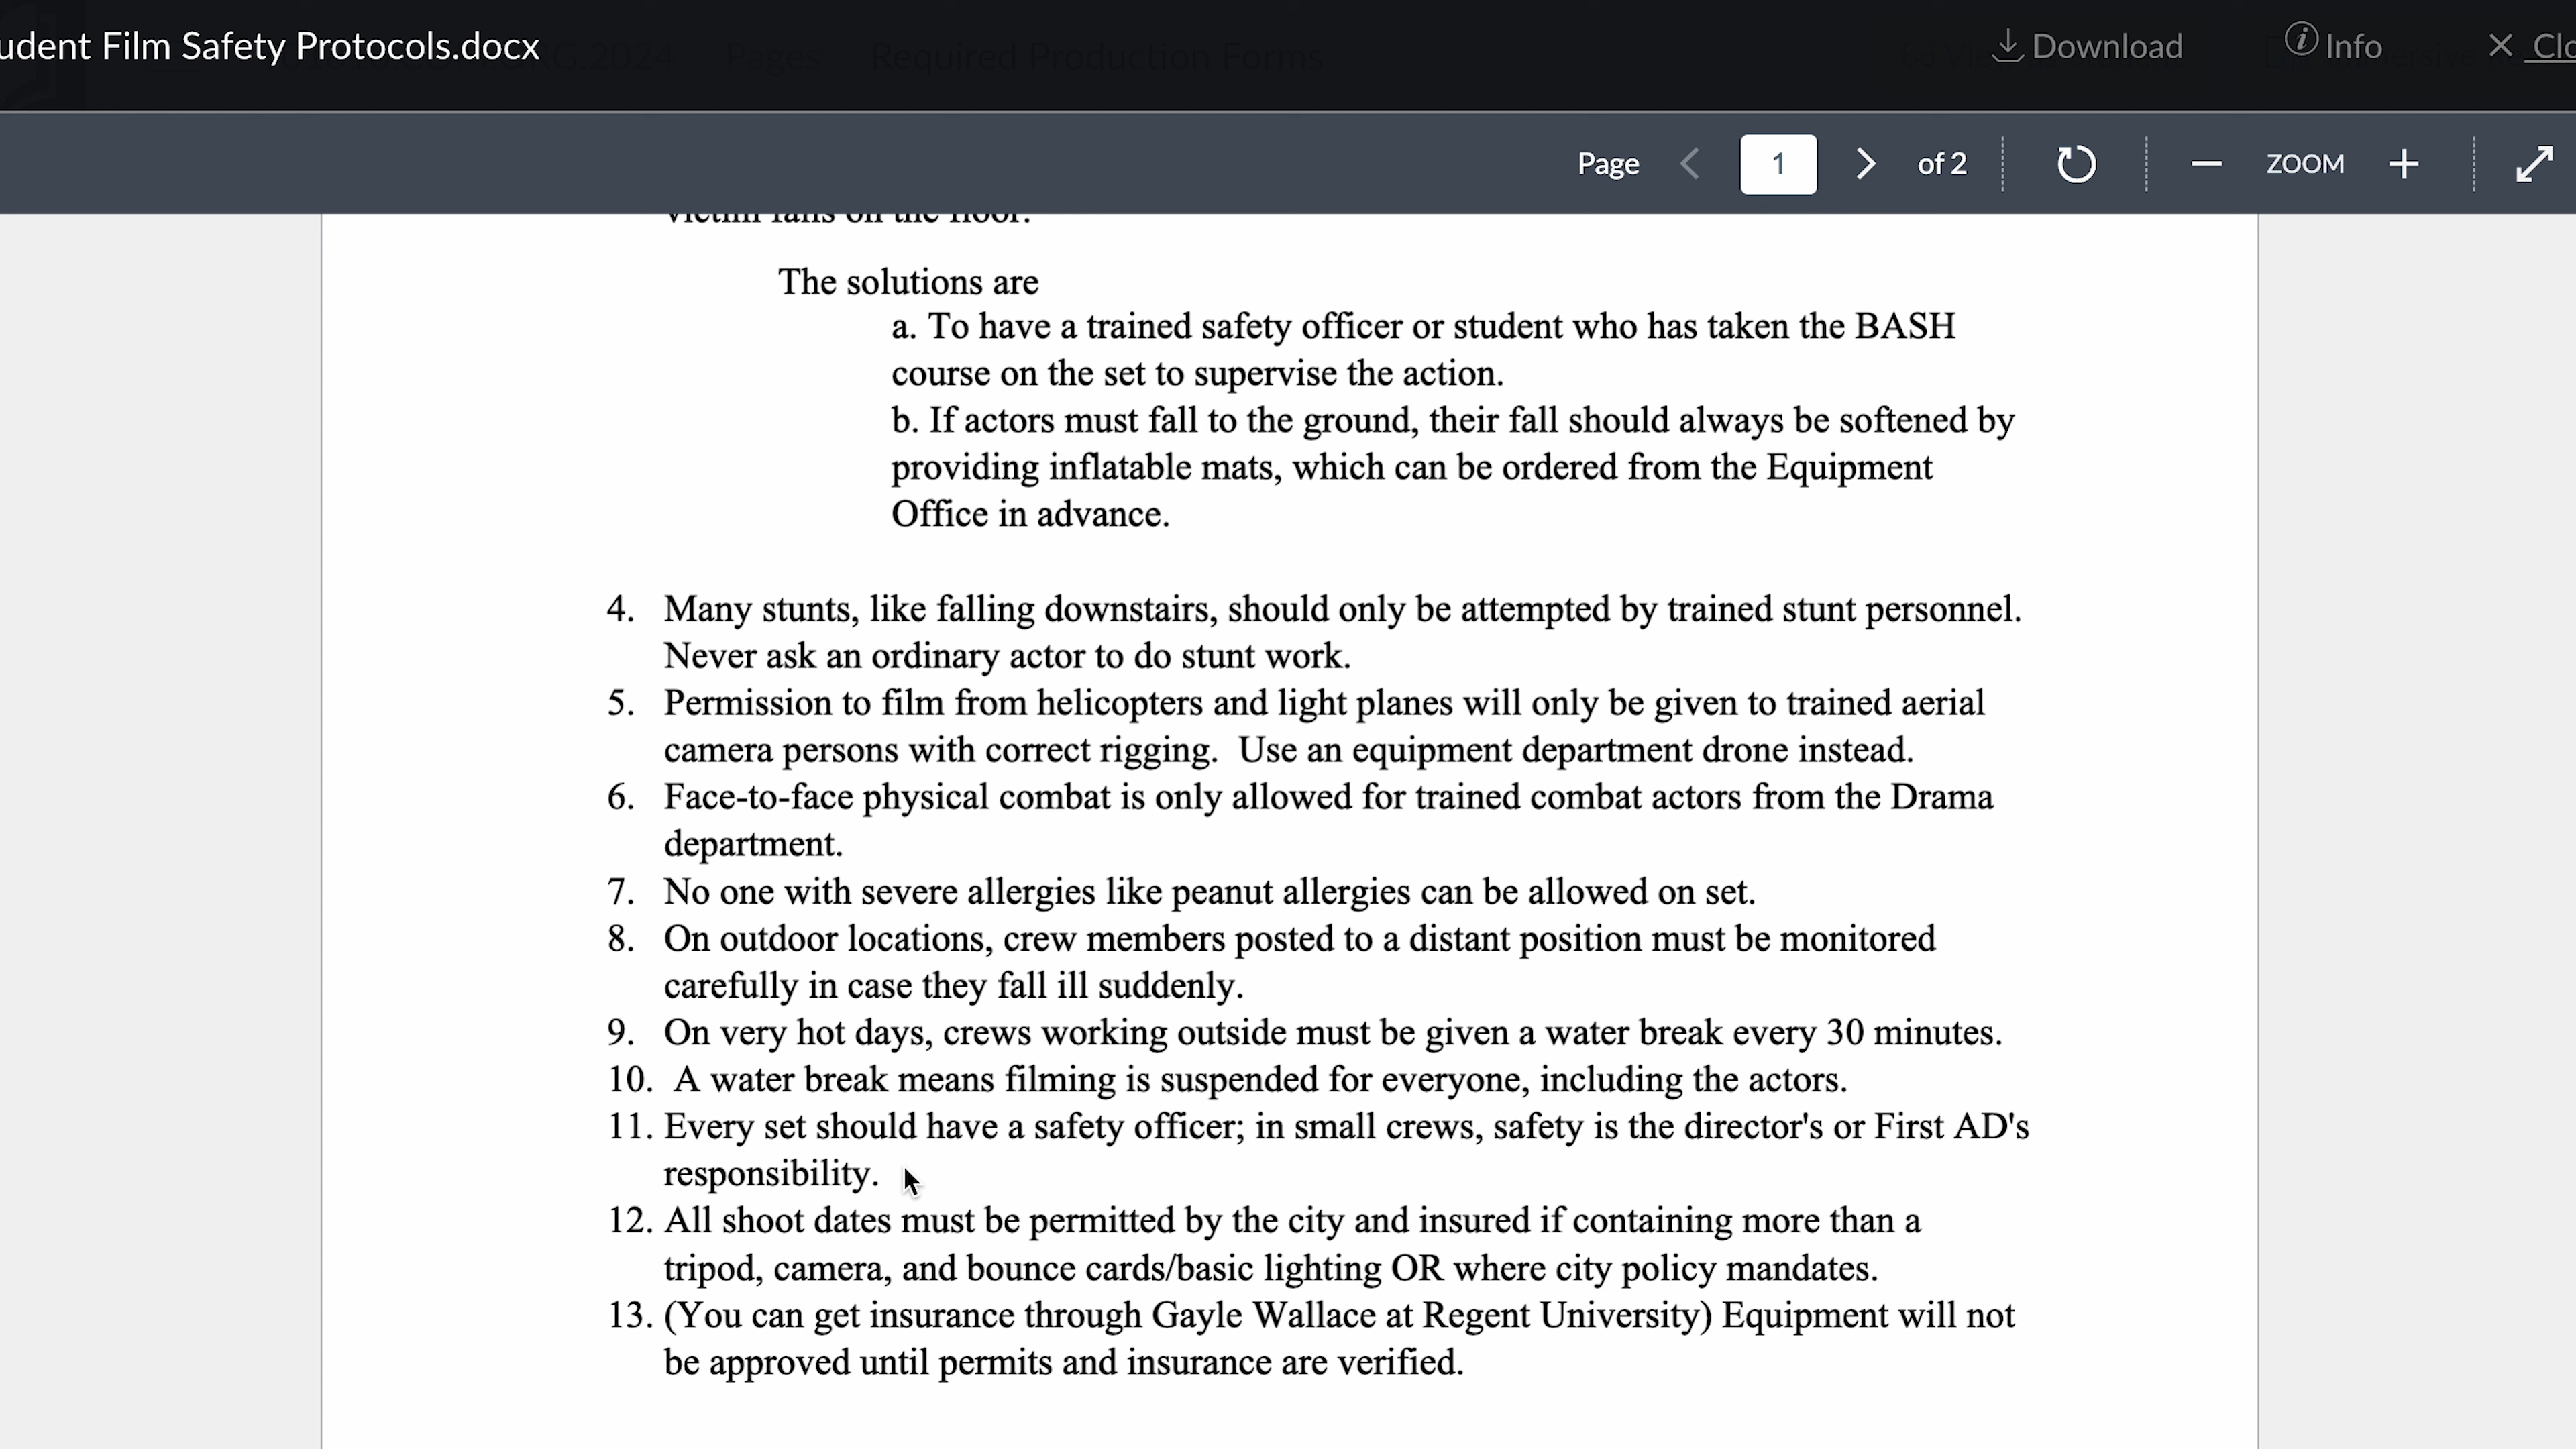 udent Film Safety Protocols.docx
Pages Required Production Forms
Download Info Clo
Page 1 of 2 ZOOM
victim falls on the floor.
The solutions are
a. To have a trained safety officer or student who has taken the BASH
course on the set to supervise the action.
b. If actors must fall to the ground, their fall should always be softened by
providing inflatable mats, which can be ordered from the Equipment
Office in advance.
4. Many stunts, like falling downstairs, should only be attempted by trained stunt personnel.
Never ask an ordinary actor to do stunt work.
5. Permission to film from helicopters and light planes will only be given to trained aerial
camera persons with correct rigging. Use an equipment department drone instead.
6. Face-to-face physical combat is only allowed for trained combat actors from the Drama
department.
7. No one with severe allergies like peanut allergies can be allowed on set.
8. On outdoor locations, crew members posted to a distant position must be monitored
carefully in case they fall ill suddenly.
9. On very hot days, crews working outside must be given a water break every 30 minutes.
10. A water break means filming is suspended for everyone, including the actors.
11. Every set should have a safety officer; in small crews, safety is the director's or First AD's
responsibility.
12. All shoot dates must be permitted by the city and insured if containing more than a
tripod, camera, and bounce cards/basic lighting OR where city policy mandates.
13. (You can get insurance through Gayle Wallace at Regent University) Equipment will not
be approved until permits and insurance are verified.